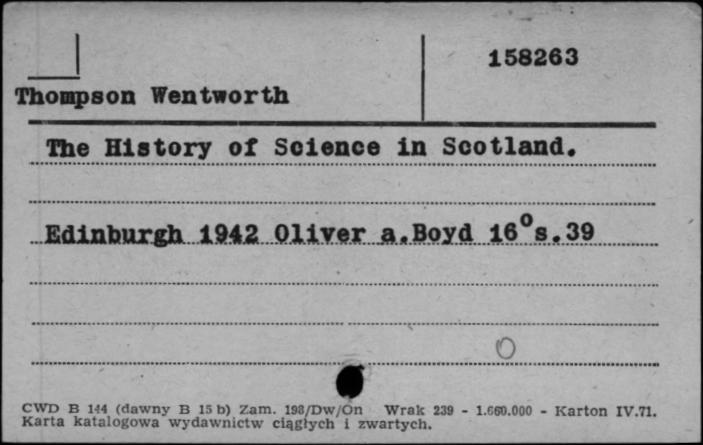 158263
Thompson Wentworth
The History of Science in Scotland.
Edinburgh 1942 Oliver a.Boyd 16°s.39
CWD B 144 (dawny B 15 b) Zam. 198/Dw/On Wrak 239 - 1.660.000 - Karton IV.71.
Karta katalogowa wydawnictw ciągłych i zwartych.